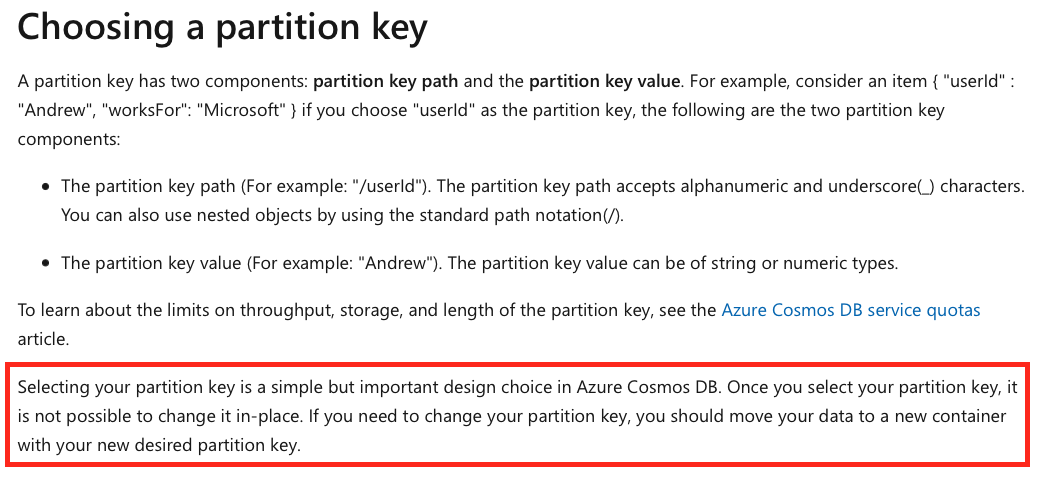 Choosing a partition key
A partition key has two components: partition key path and the partition key value. For example, consider an item { "userId" :
"Andrew", "worksFor": "Microsoft" } if you choose "userId" as the partition key, the following are the two partition key
components:
• The partition key path (For example: "/userId"). The partition key path accepts alphanumeric and underscore(_) characters.
You can also use nested objects by using the standard path notation(/).
• The partition key value (For example: "Andrew"). The partition key value can be of string or numeric types.
To learn about the limits on throughput, storage, and length of the partition key, see the Azure Cosmos DB service quotas
article.
Selecting your partition key is a simple but important design choice in Azure Cosmos DB. Once you select your partition key, it
is not possible to change it in-place. If you need to change your partition key, you should move your data to a new container
with your new desired partition key.